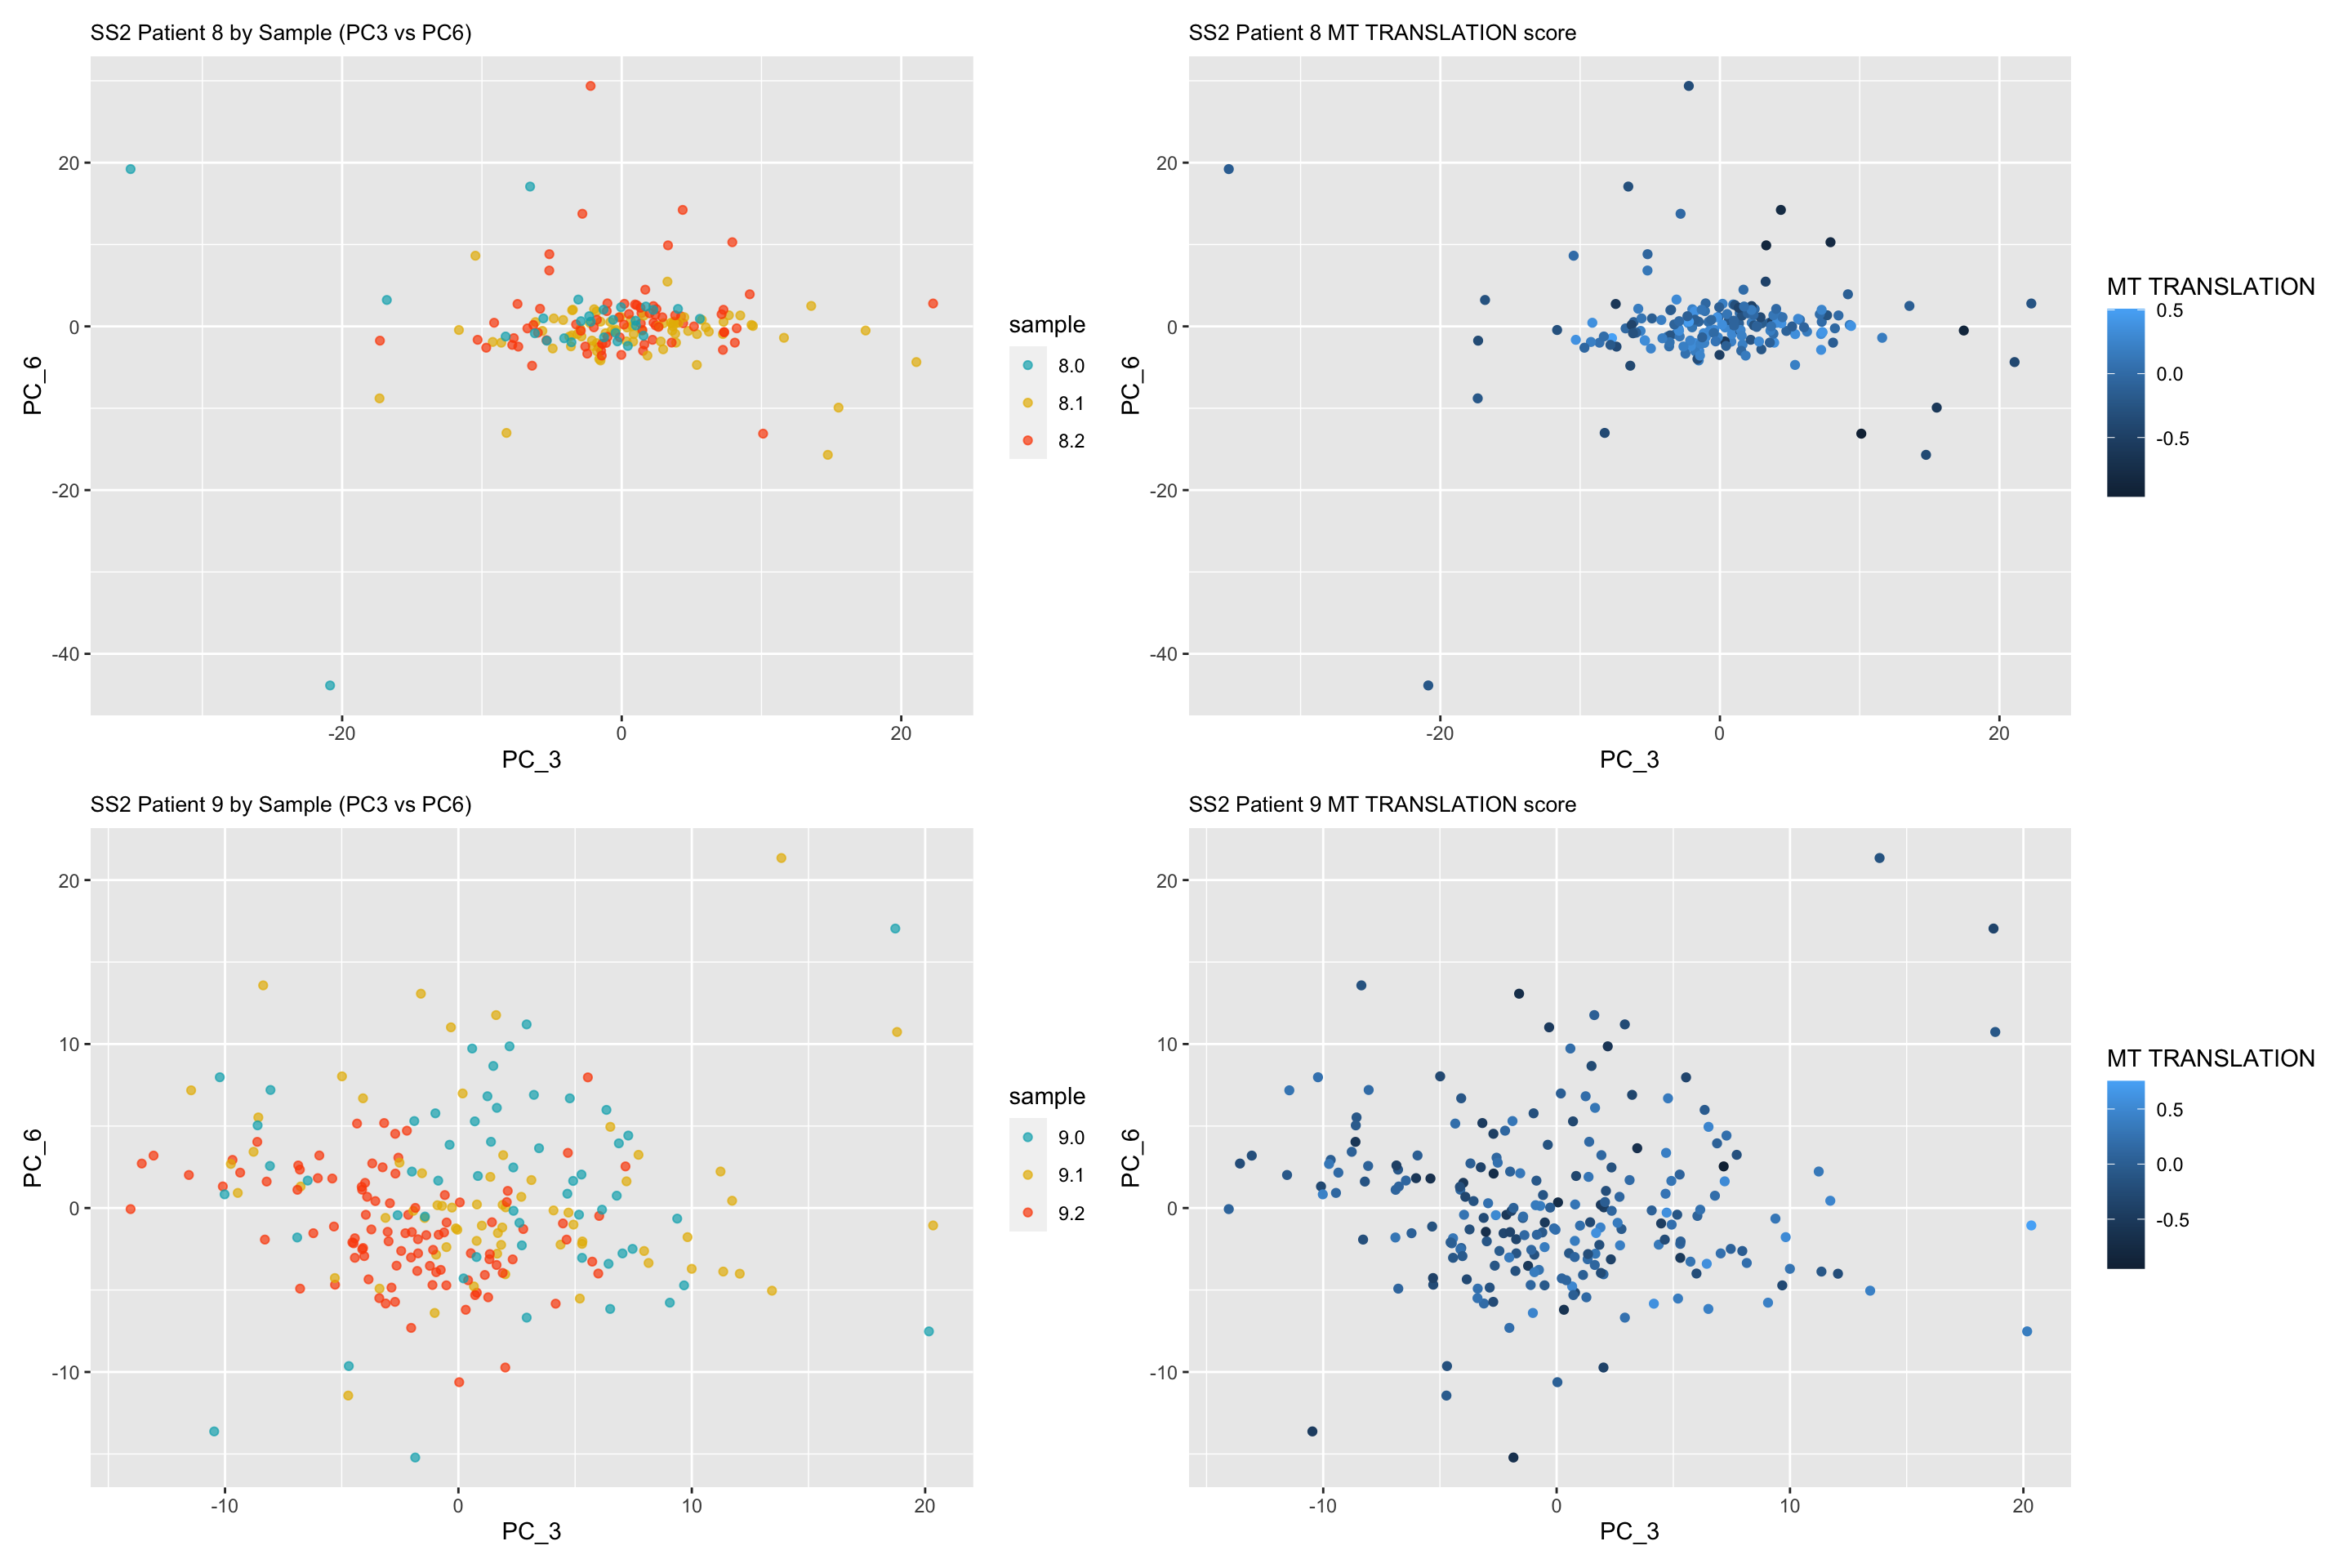 SS2 Patient 8 by Sample (PC3 vs PC6)
20
0
-20
-40
PC_6
-20
0
20
PC_3
sample
8.0
8.1
8.2
SS2 Patient 8 MT TRANSLATION score
20
0
-20
-40
PC_6
-20
0
20
PC_3
MT TRANSLATION
0.5
0.0
-0.5
SS2 Patient 9 by Sample (PC3 vs PC6)
20
10
0
-10
PC_6
-10
0
10
20
PC_3
sample
9.0
9.1
9.2
SS2 Patient 9 MT TRANSLATION score
20
10
0
-10
PC_6
-10
0
10
20
PC_3
MT TRANSLATION
0.5
0.0
-0.5